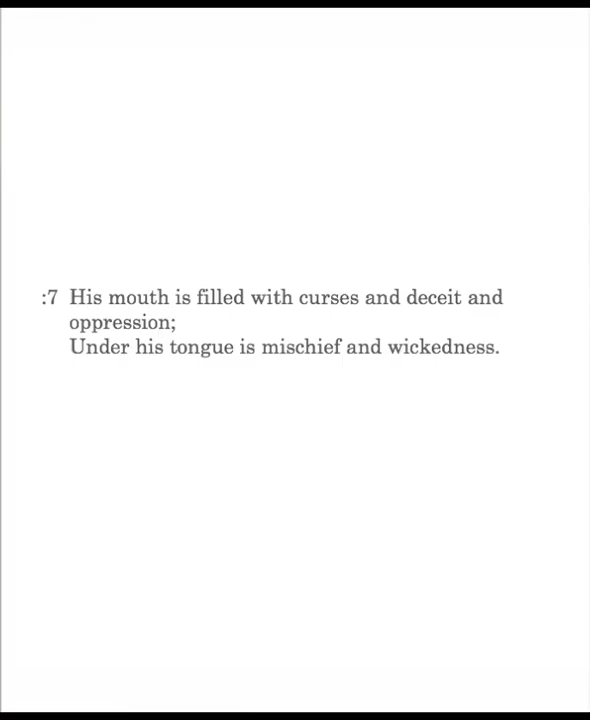 :7 His mouth is filled with curses and deceit and
oppression;
Under his tongue is mischief and wickedness.